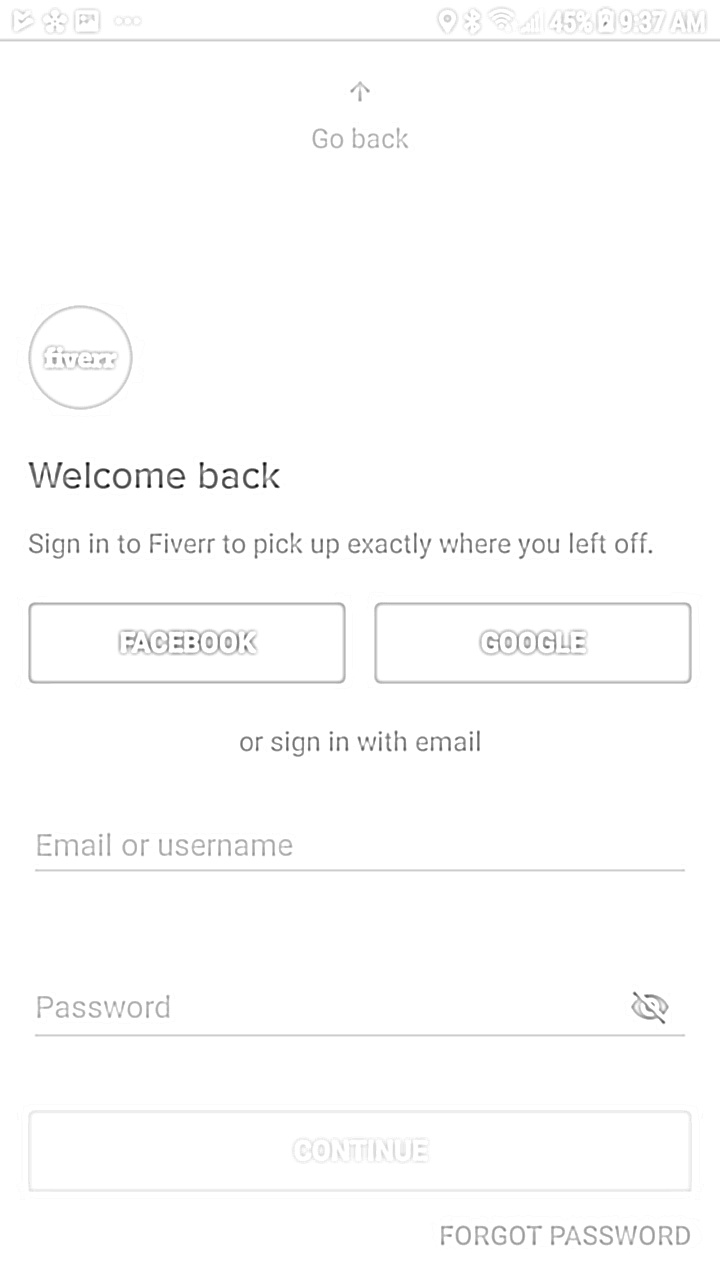 45% 9:37 AM
Go back
fiverr
Welcome back
Sign in to Fiverr to pick up exactly where you left off.
FACEBOOK GOOGLE
or sign in with email
Email or username
Password
CONTINUE
FORGOT PASSWORD